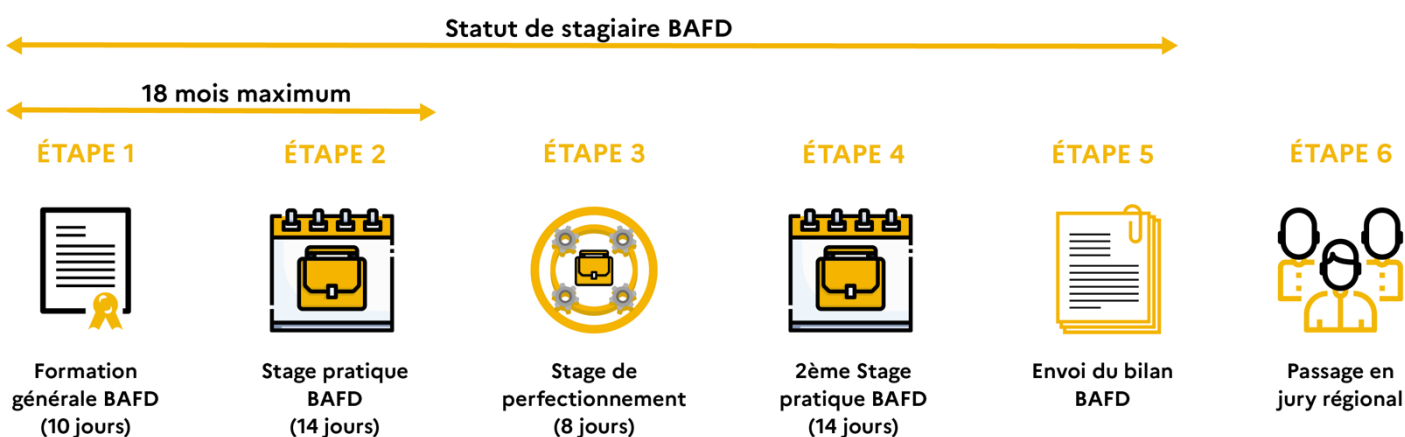 Statut de stagiaire BAFD
18 mois maximum
ÉTAPE 1
ÉTAPE 2
ÉTAPE 3
ÉTAPE 4
ÉTAPE 5
ÉTAPE 6
Formation
générale BAFD
(10 jours)
Stage pratique
BAFD
(14 jours)
Stage de
perfectionnement
(8 jours)
2ème Stage
pratique BAFD
(14 jours)
Envoi du bilan
BAFD
Passage en
jury régional